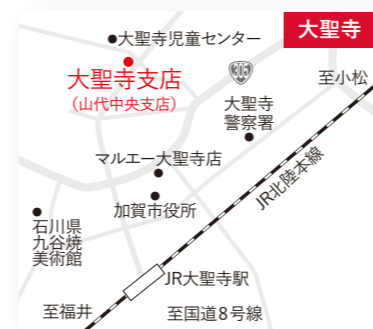 大聖寺
大聖寺児童センター
大聖寺支店
(山代中央支店)
305
至小松
大聖寺
警察署
マルエー大聖寺店
JR北陸本線
加賀市役所
石川県
九谷焼
美術館
JR大聖寺駅
至福井
至国道8号線